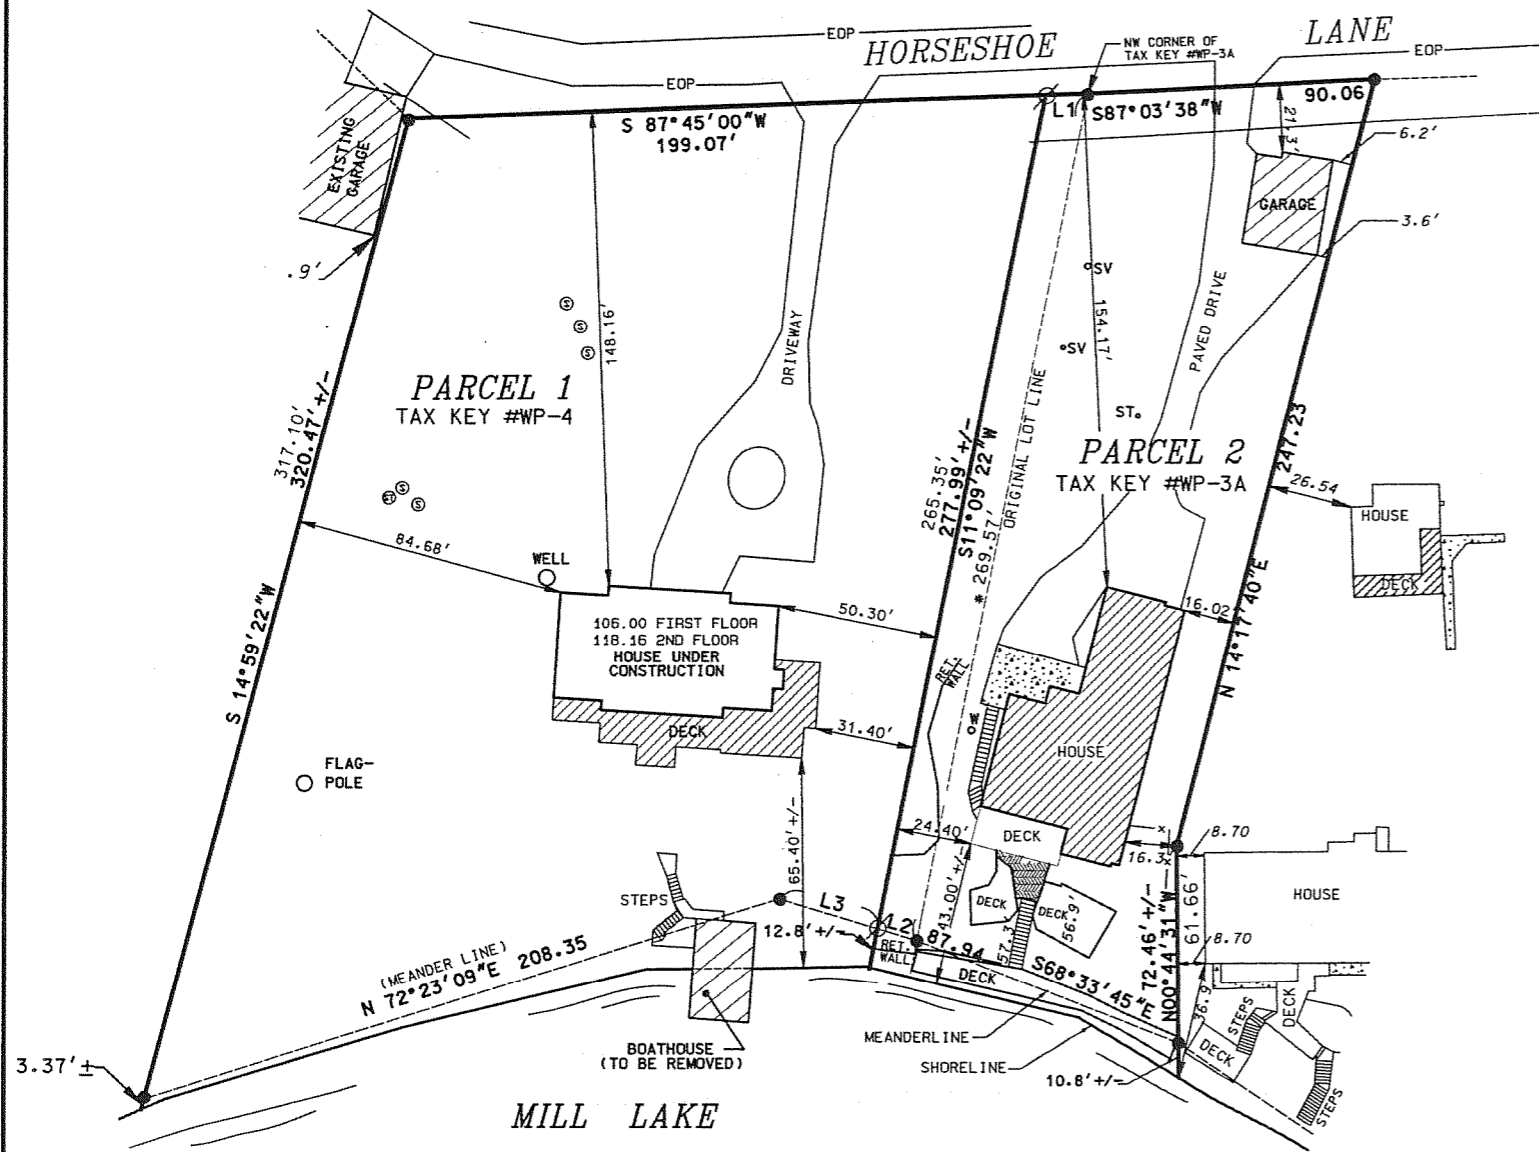 EOP
HORSESHOE
LANE
NW CORNER OF
TAX KEY #WP-3A
EOP
EOP
S 87°45'00"W
199.07'
L1
S87°03'38"W
90.06
21.3'
6.2'
EXISTING
GARAGE
GARAGE
3.6'
.9'
S
S
S
148.16'
DRIVEWAY
SV
SV
154.17'
PAVED DRIVE
ORIGINAL LOT LINE
ST.
PARCEL 1
TAX KEY #WP-4
PARCEL 2
TAX KEY #WP-3A
317.10'
320.47'+/-
S 14°59'22"W
265.35'
277.99'+/-
S11°09'22"W
* 269.57'
247.23
N 14°17'40"E
26.54
HOUSE
DECK
ST
S
S
84.68'
WELL
50.30'
16.02
106.00 FIRST FLOOR
118.16 2ND FLOOR
HOUSE UNDER
CONSTRUCTION
RET.
WALL
W
DECK
31.40'
HOUSE
FLAG-
POLE
65.40'+/-
24.40'
DECK
x
x
16.3
8.70
43.00'+/-
DECK
DECK
56.9'
57.3'
72.46'+/-
N00°44'31"W
61.66'
HOUSE
STEPS
L3
L2
12.8'+/-
RET.
WALL
87.94
S68°33'45"E
DECK
8.70
36.9'
STEPS
DECK
DECK
STEPS
(MEANDER LINE)
N 72°23'09"E 208.35
MEANDERLINE
SHORELINE
BOATHOUSE
(TO BE REMOVED)
10.8'+/-
3.37'±
MILL LAKE